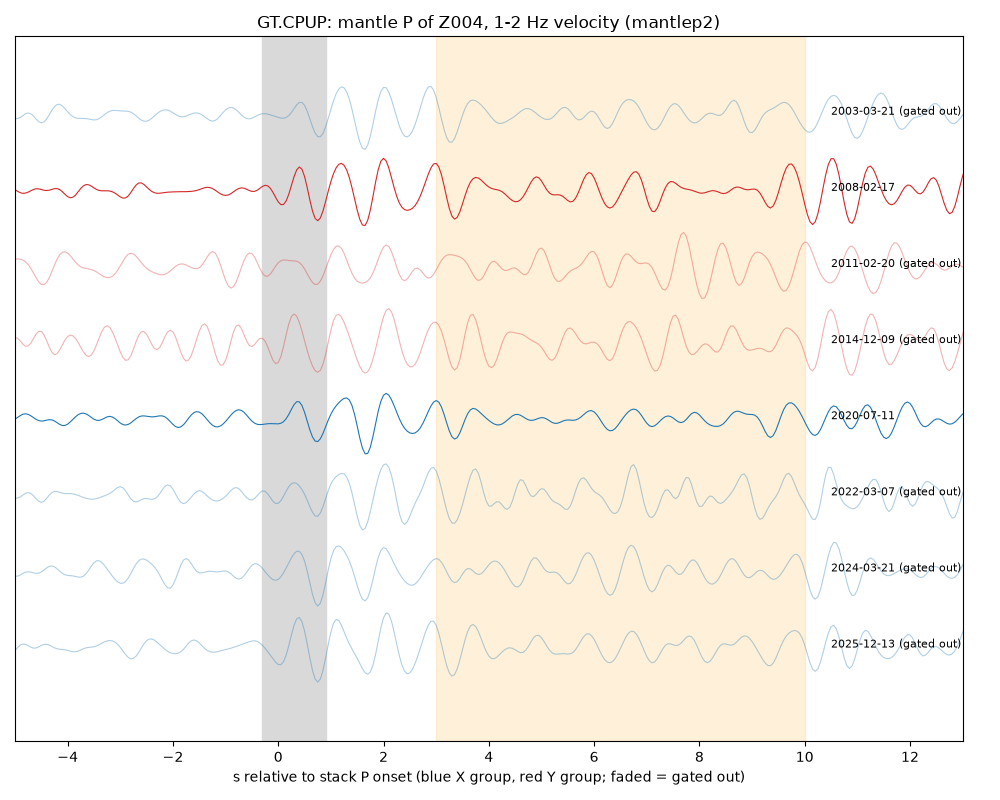 GT.CPUP: mantle P of Z004, 1-2 Hz velocity (mantlep2)
2003-03-21 (gated out)
2008-02-17
2011-02-20 (gated out)
2014-12-09 (gated out)
2020-07-11
2022-03-07 (gated out)
2024-03-21 (gated out)
2025-12-13 (gated out)
−4 −2 0 2 4 6 8 10 12
s relative to stack P onset (blue X group, red Y group; faded = gated out)